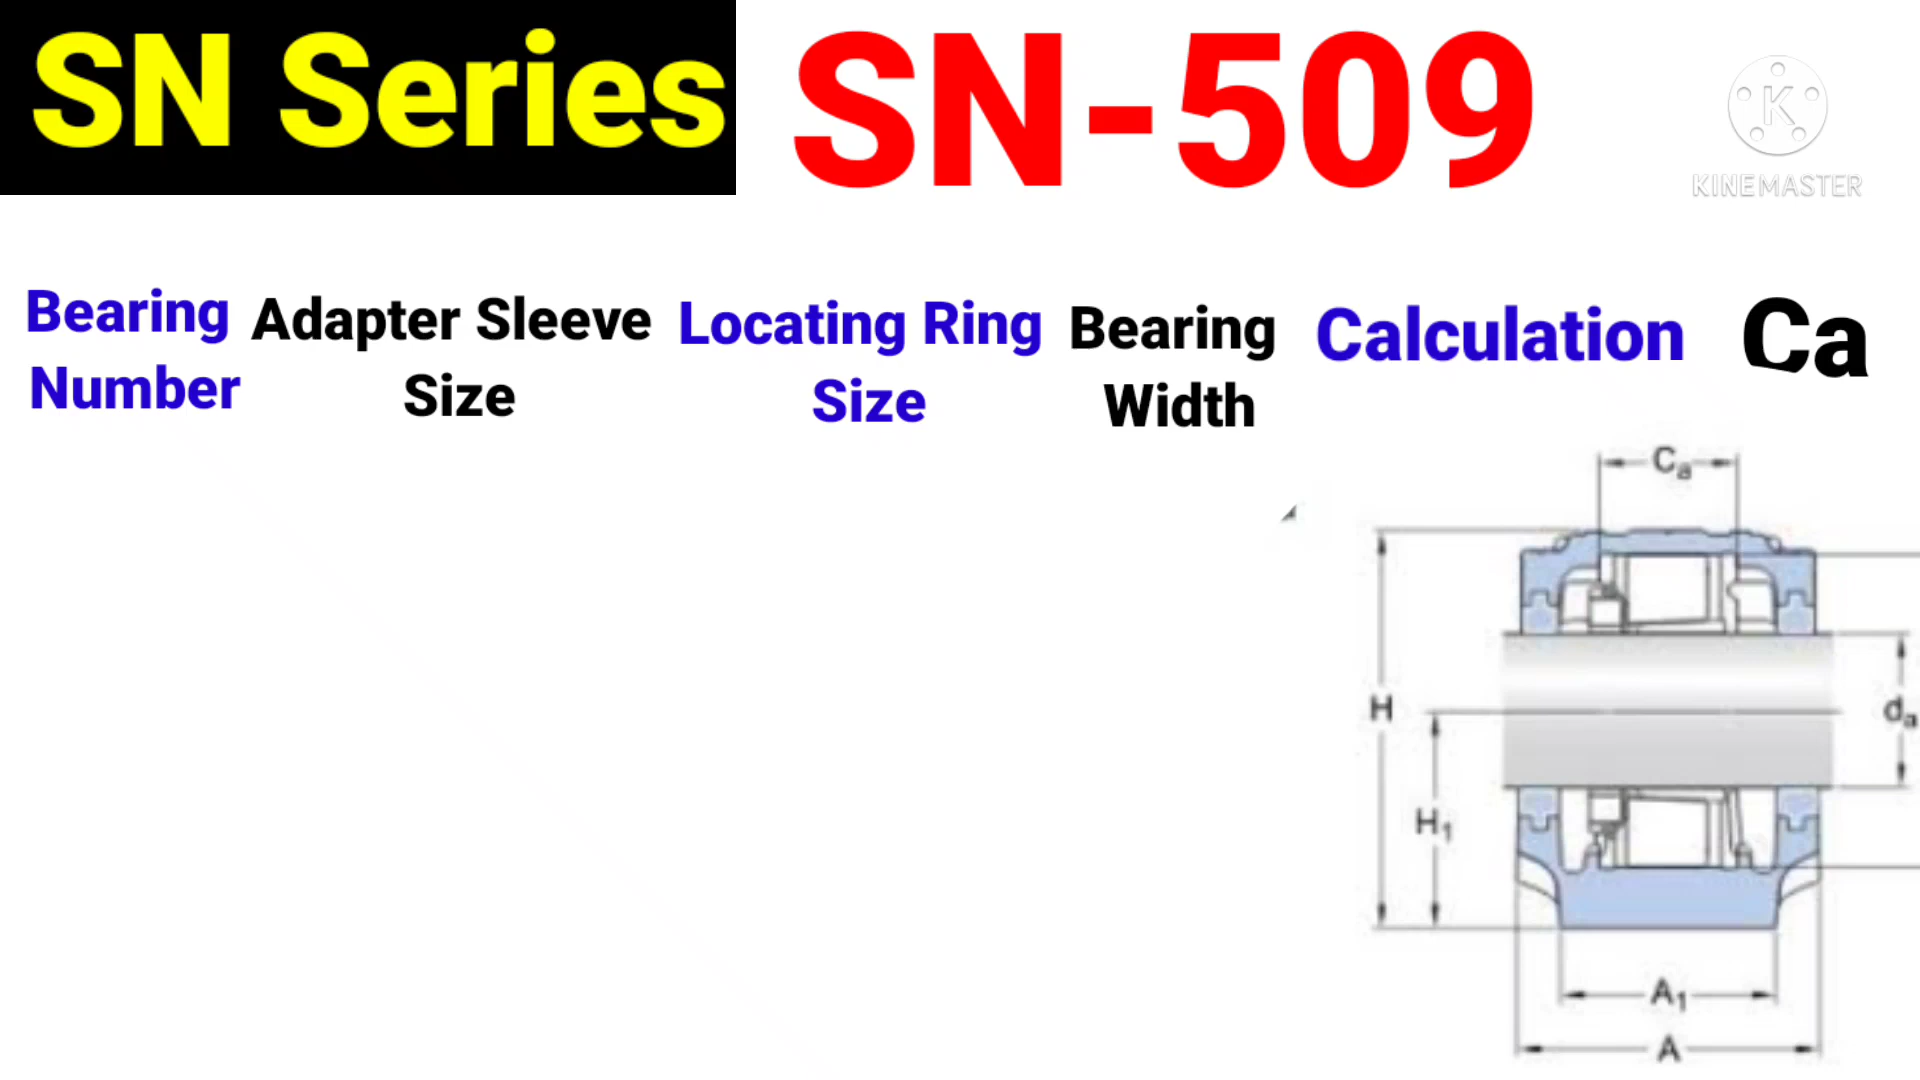 SN Series SN-509
K
KINEMASTER
Bearing Number
Adapter Sleeve Size
Locating Ring Size
Bearing Width
Calculation
Ca
Ca
H
da
H1
A1
A